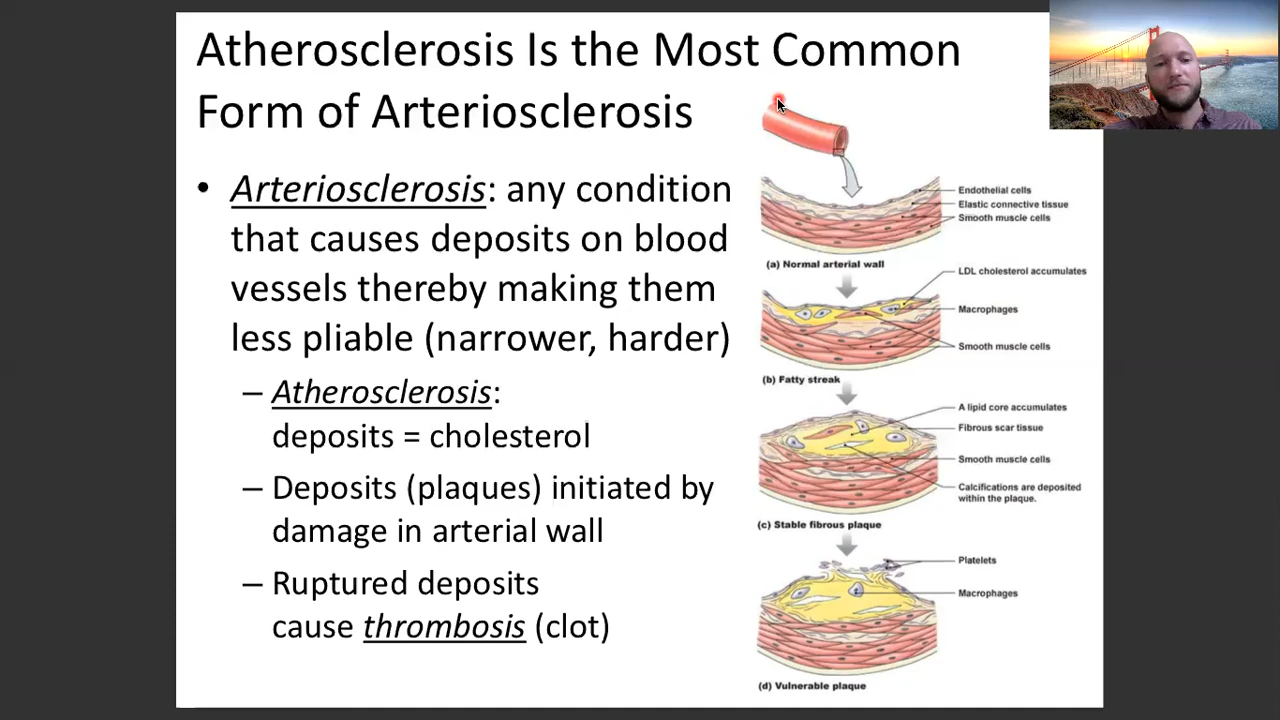 Atherosclerosis Is the Most Common
Form of Arteriosclerosis
• Arteriosclerosis: any condition
that causes deposits on blood
vessels thereby making them
less pliable (narrower, harder)
– Atherosclerosis:
deposits = cholesterol
– Deposits (plaques) initiated by
damage in arterial wall
– Ruptured deposits
cause thrombosis (clot)
Endothelial cells
Elastic connective tissue
Smooth muscle cells
(a) Normal arterial wall
LDL cholesterol accumulates
Macrophages
Smooth muscle cells
(b) Fatty streak
A lipid core accumulates
Fibrous scar tissue
Smooth muscle cells
Calcifications are deposited
within the plaque.
(c) Stable fibrous plaque
Platelets
Macrophages
(d) Vulnerable plaque